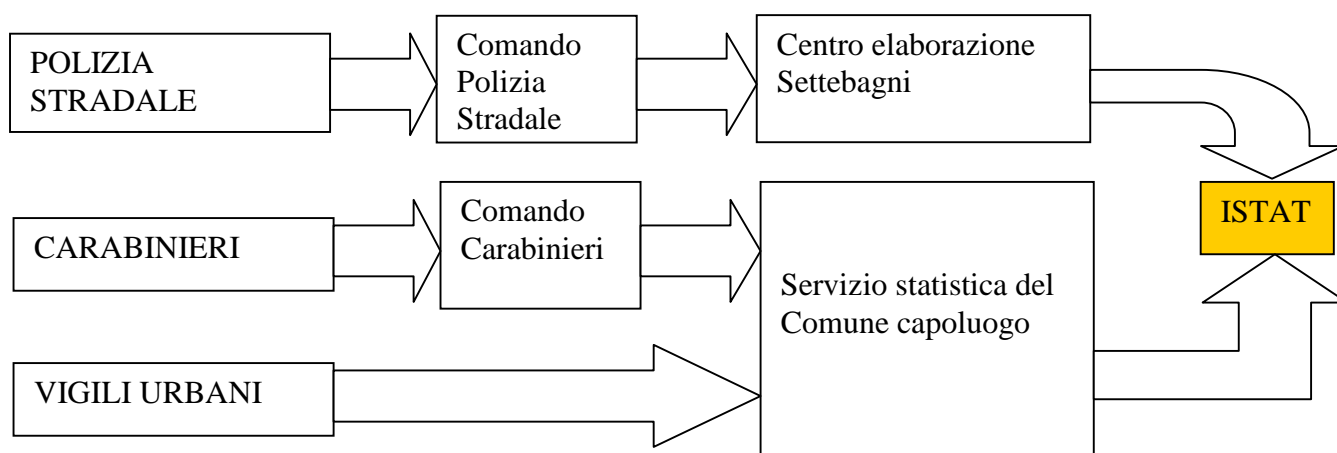 POLIZIA
STRADALE
Comando
Polizia
Stradale
Centro elaborazione
Settebagni
ISTAT
CARABINIERI
Comando
Carabinieri
Servizio statistica del
Comune capoluogo
VIGILI URBANI